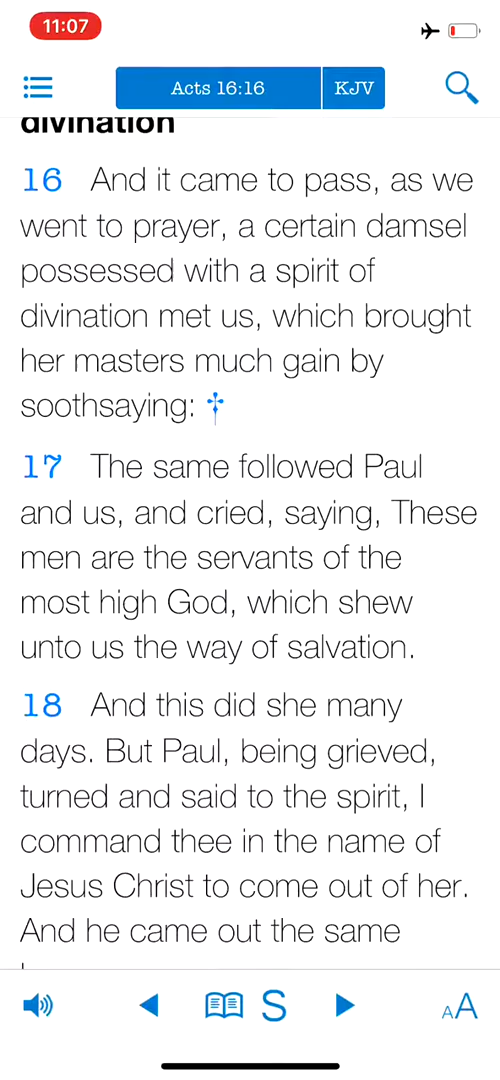 11:07
Acts 16:16 KJV
divination
16 And it came to pass, as we
went to prayer, a certain damsel
possessed with a spirit of
divination met us, which brought
her masters much gain by
soothsaying:
17 The same followed Paul
and us, and cried, saying, These
men are the servants of the
most high God, which shew
unto us the way of salvation.
18 And this did she many
days. But Paul, being grieved,
turned and said to the spirit, I
command thee in the name of
Jesus Christ to come out of her.
And he came out the same
S AA